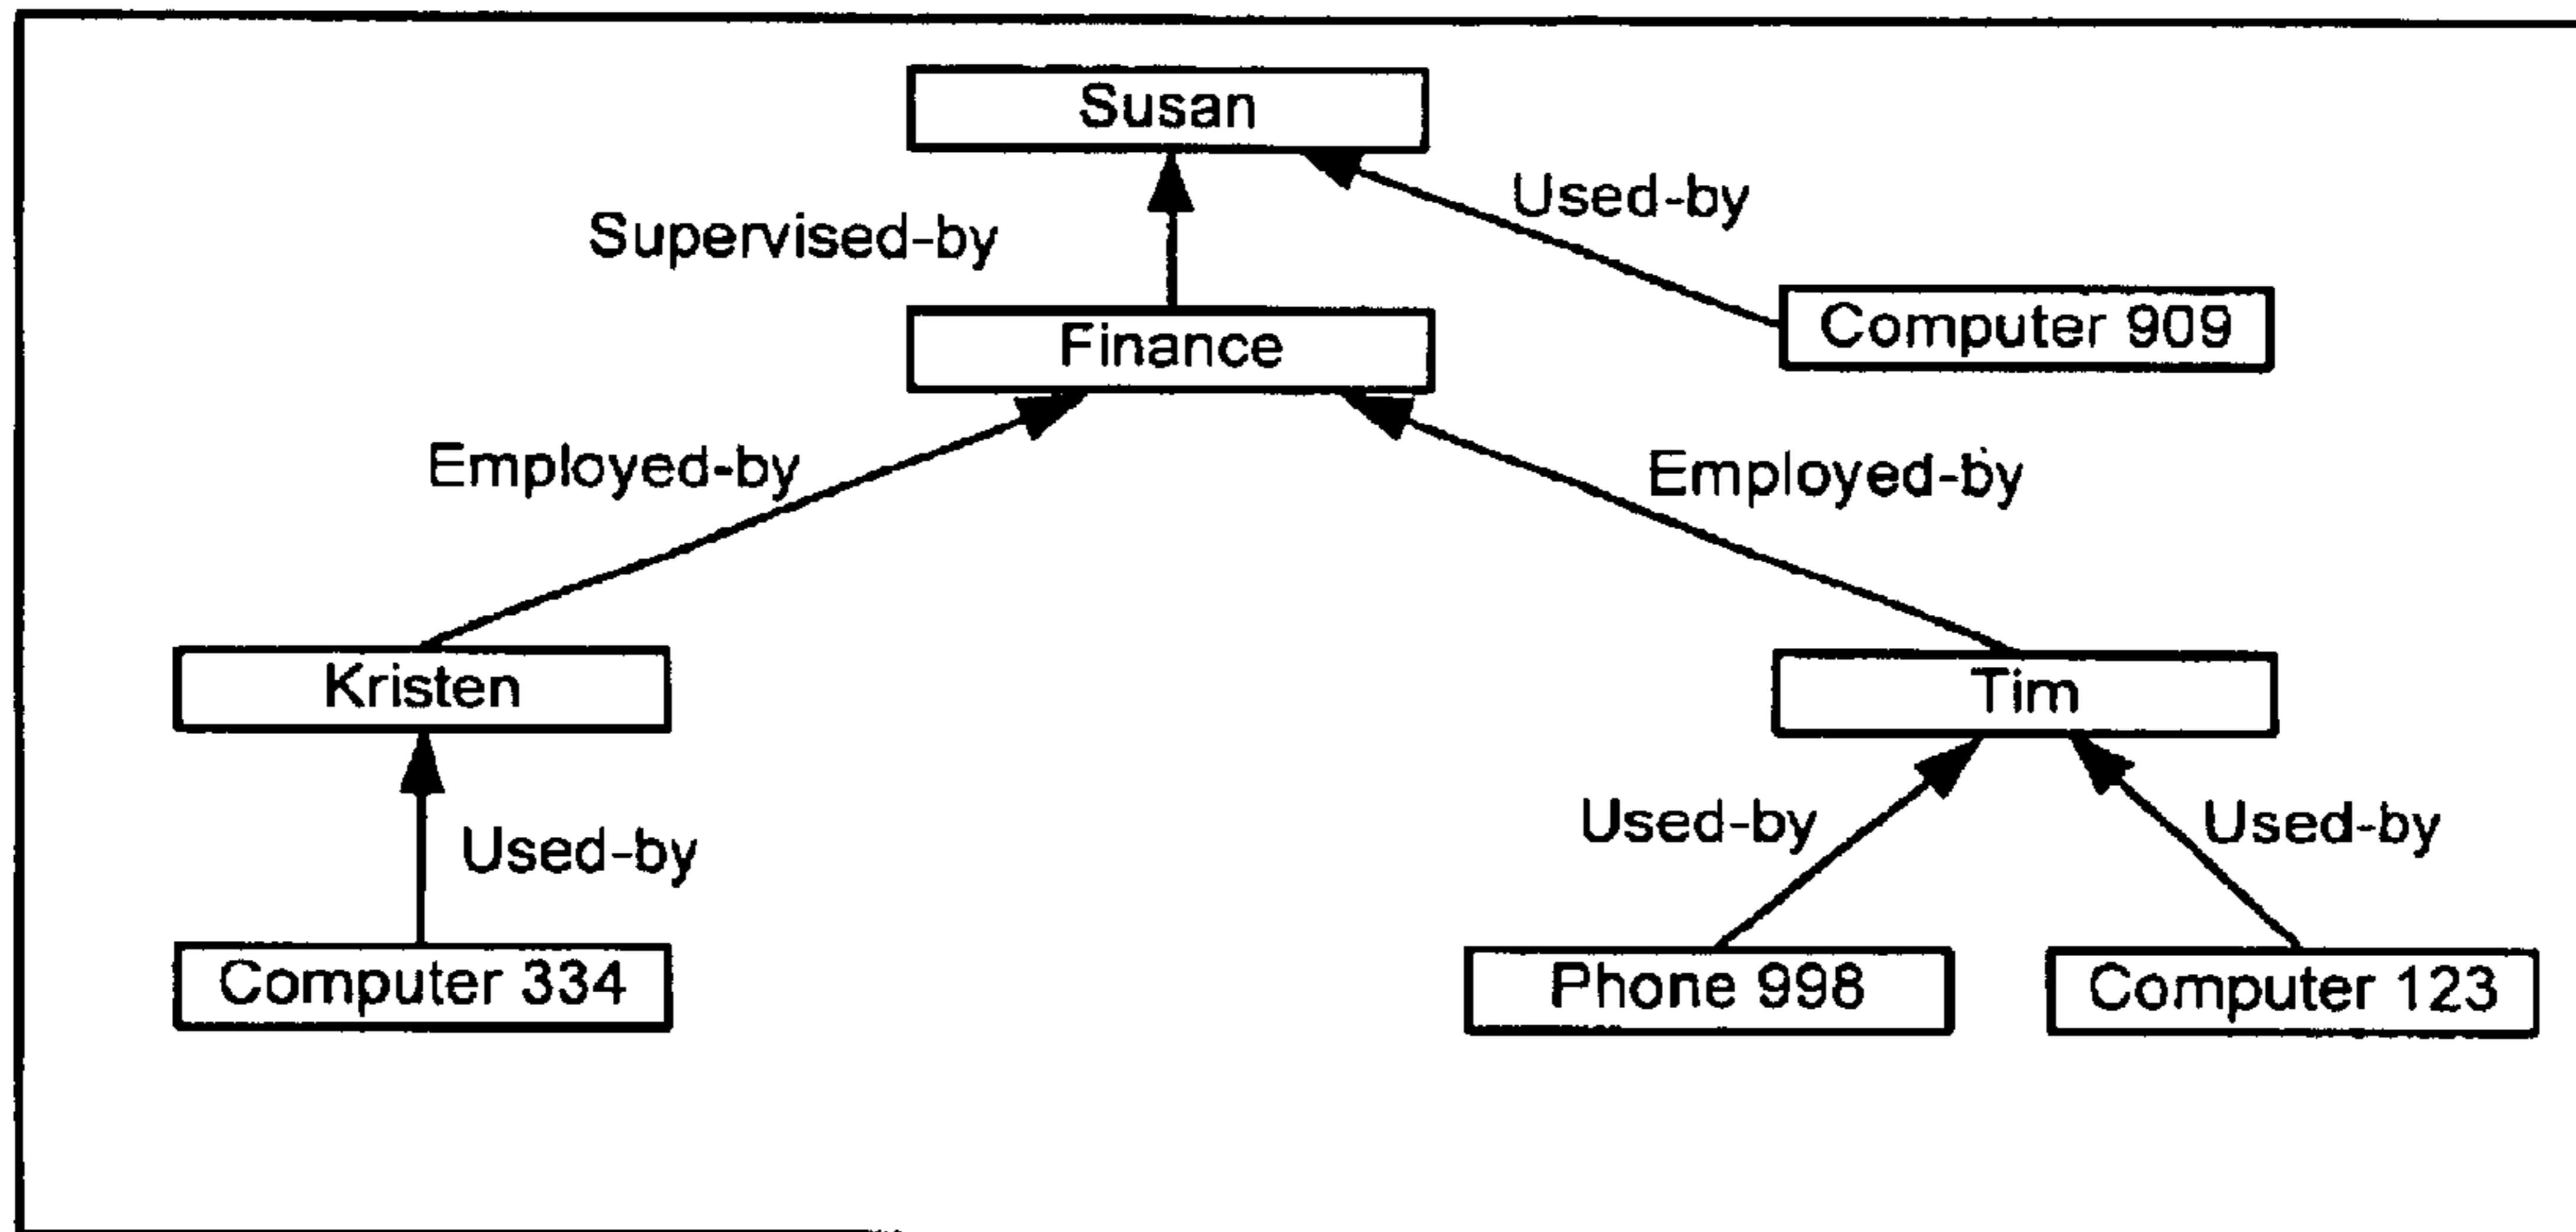 Susan
Used-by
Supervised-by
Computer 909
Finance
Employed-by
Employed-by
Kristen
Tim
Used-by
Used-by
Used-by
Computer 334
Phone 998
Computer 123